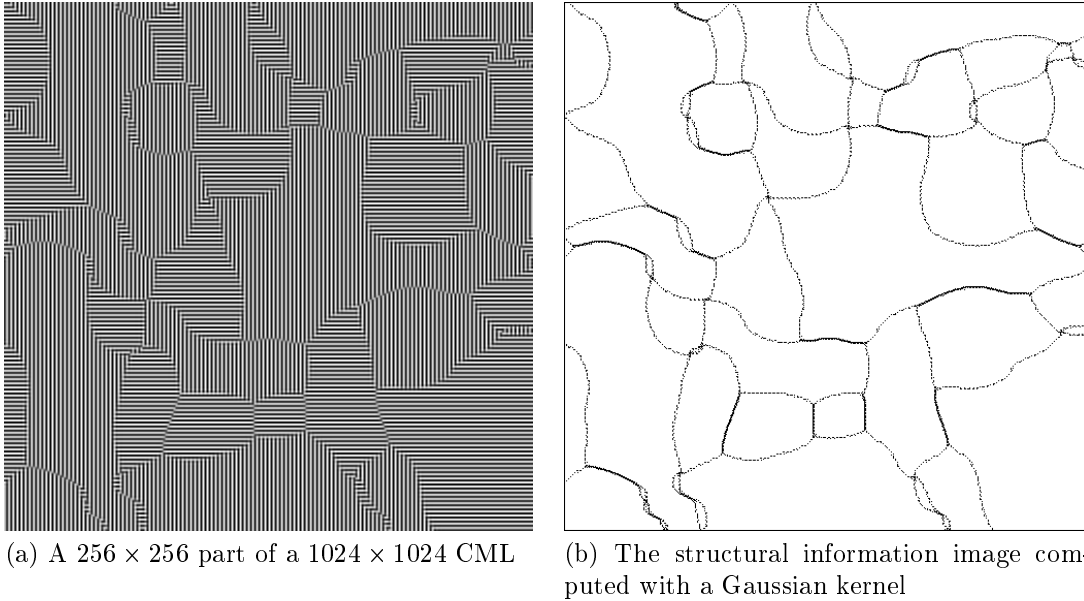 (a) A 256 × 256 part of a 1024 × 1024 CML
(b) The structural information image com-
puted with a Gaussian kernel